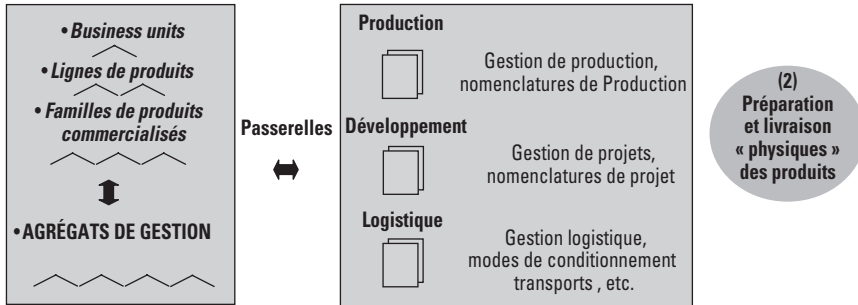 • Business units
• Lignes de produits
• Familles de produits
commercialisés
• AGRÉGATS DE GESTION
Passerelles
Production
Gestion de production,
nomenclatures de Production
Développement
Gestion de projets,
nomenclatures de projet
Logistique
Gestion logistique,
modes de conditionnement
transports , etc.
(2)
Préparation
et livraison
« physiques »
des produits